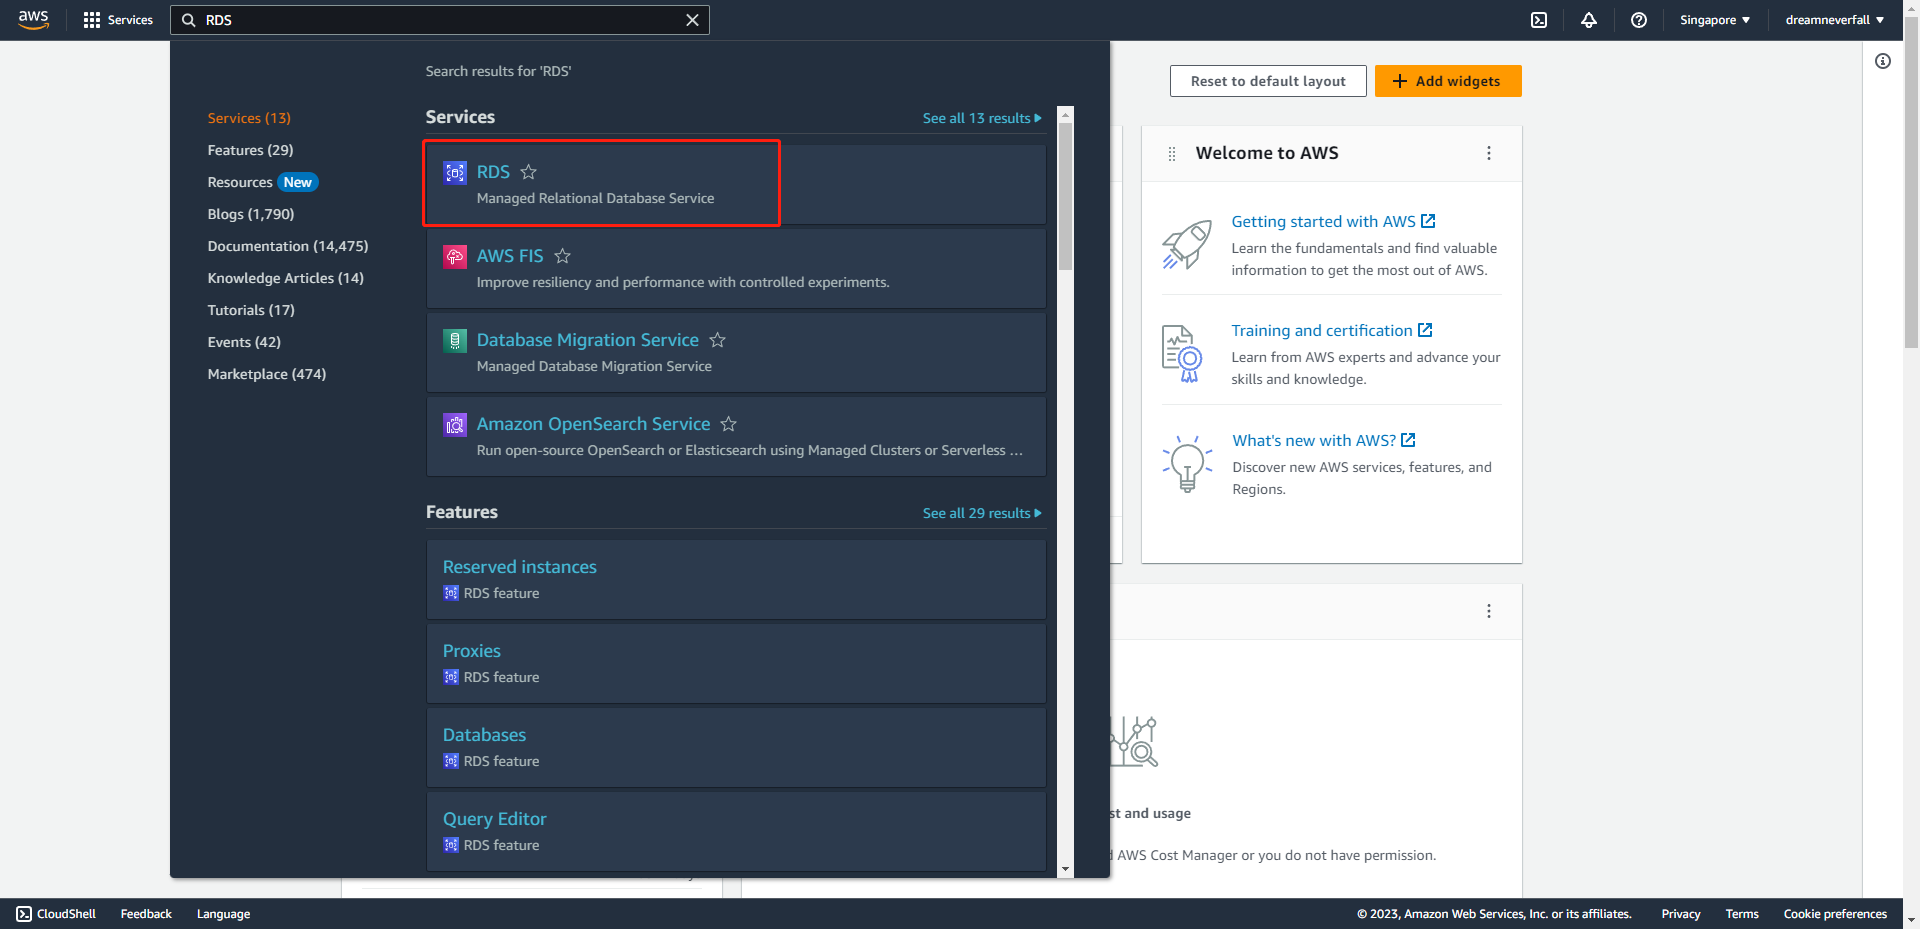 aws
Services
RDS
Singapore ▼
dreamneverfall ▼
Search results for 'RDS'
Services (13)
Features (29)
Resources New
Blogs (1,790)
Documentation (14,475)
Knowledge Articles (14)
Tutorials (17)
Events (42)
Marketplace (474)
Services
See all 13 results
RDS
Managed Relational Database Service
AWS FIS
Improve resiliency and performance with controlled experiments.
Database Migration Service
Managed Database Migration Service
Amazon OpenSearch Service
Run open-source OpenSearch or Elasticsearch using Managed Clusters or Serverless ...
Features
See all 29 results
Reserved instances
RDS feature
Proxies
RDS feature
Databases
RDS feature
Query Editor
RDS feature
Reset to default layout
+ Add widgets
Welcome to AWS
Getting started with AWS
Learn the fundamentals and find valuable
information to get the most out of AWS.
Training and certification
Learn from AWS experts and advance your
skills and knowledge.
What's new with AWS?
Discover new AWS services, features, and
Regions.
st and usage
AWS Cost Manager or you do not have permission.
CloudShell
Feedback
Language
© 2023, Amazon Web Services, Inc. or its affiliates.
Privacy
Terms
Cookie preferences